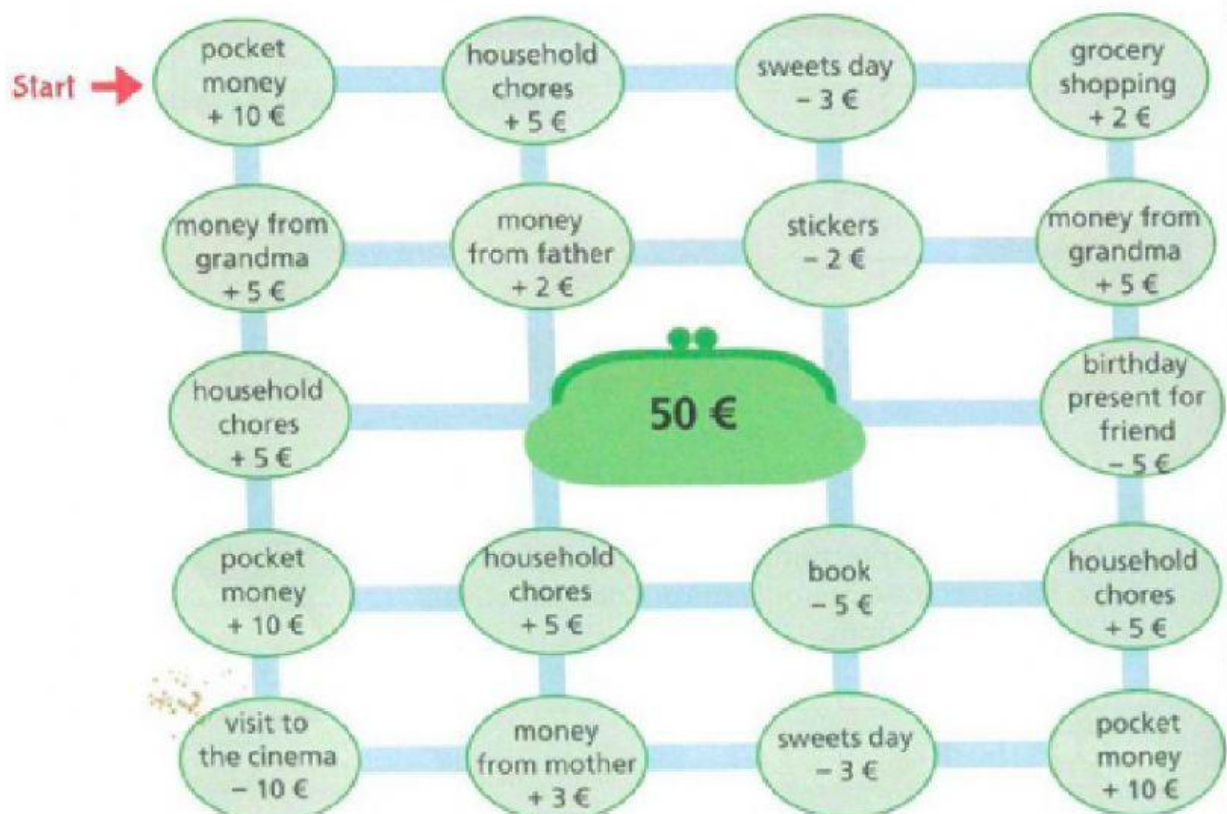 Start
pocket
money
+ 10 €
household
chores
+ 5 €
sweets day
– 3 €
grocery
shopping
+ 2 €
money from
grandma
+ 5 €
money
from father
+ 2 €
stickers
– 2 €
money from
grandma
+ 5 €
household
chores
+ 5 €
50 €
birthday
present for
friend
– 5 €
pocket
money
+ 10 €
household
chores
+ 5 €
book
– 5 €
household
chores
+ 5 €
visit to
the cinema
– 10 €
money
from mother
+ 3 €
sweets day
– 3 €
pocket
money
+ 10 €